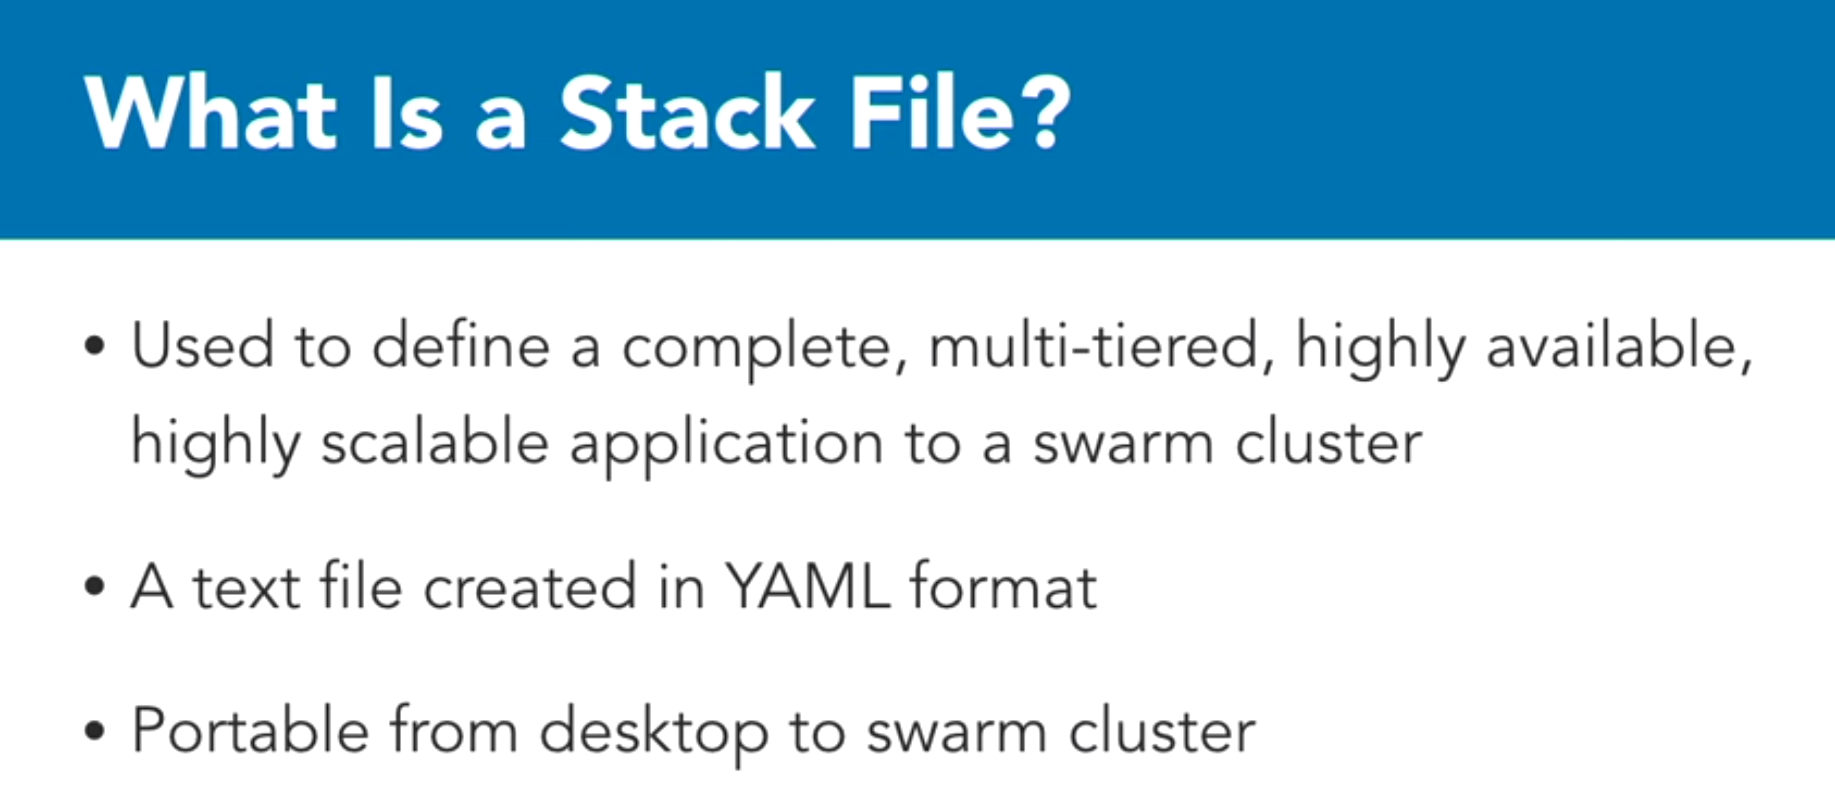 What Is a Stack File?
• Used to define a complete, multi-tiered, highly available,
highly scalable application to a swarm cluster
• A text file created in YAML format
• Portable from desktop to swarm cluster